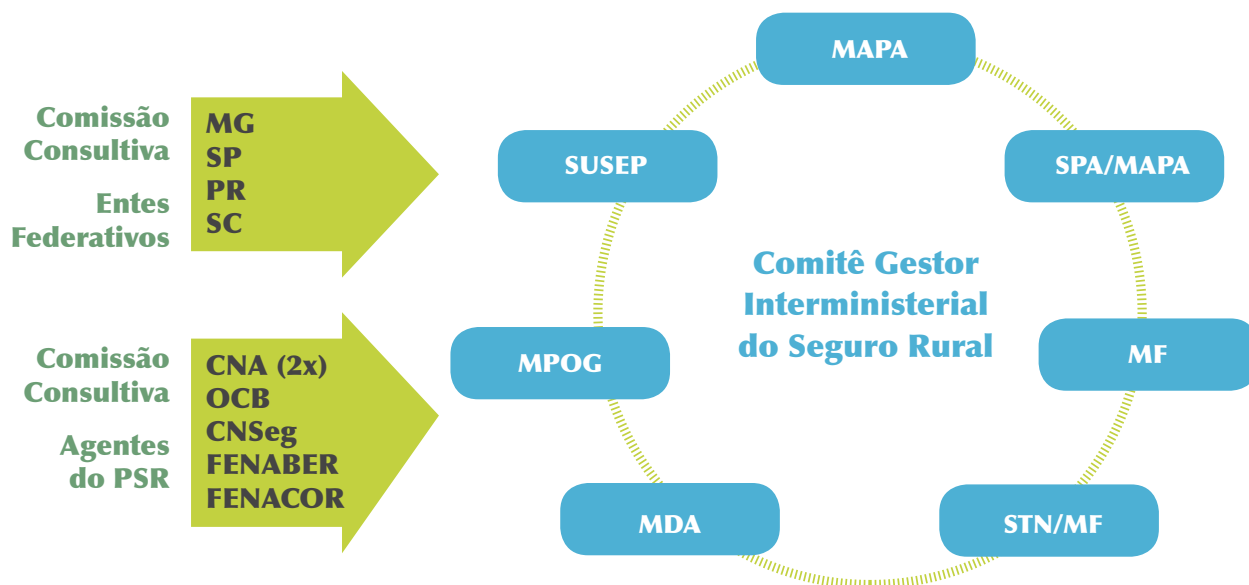 Comissão
Consultiva
Entes
Federativos
MG
SP
PR
SC
Comissão
Consultiva
Agentes
do PSR
CNA (2x)
OCB
CNSeg
FENABER
FENACOR
MAPA
SUSEP
SPA/MAPA
Comitê Gestor
Interministerial
do Seguro Rural
MPOG
MF
MDA
STN/MF